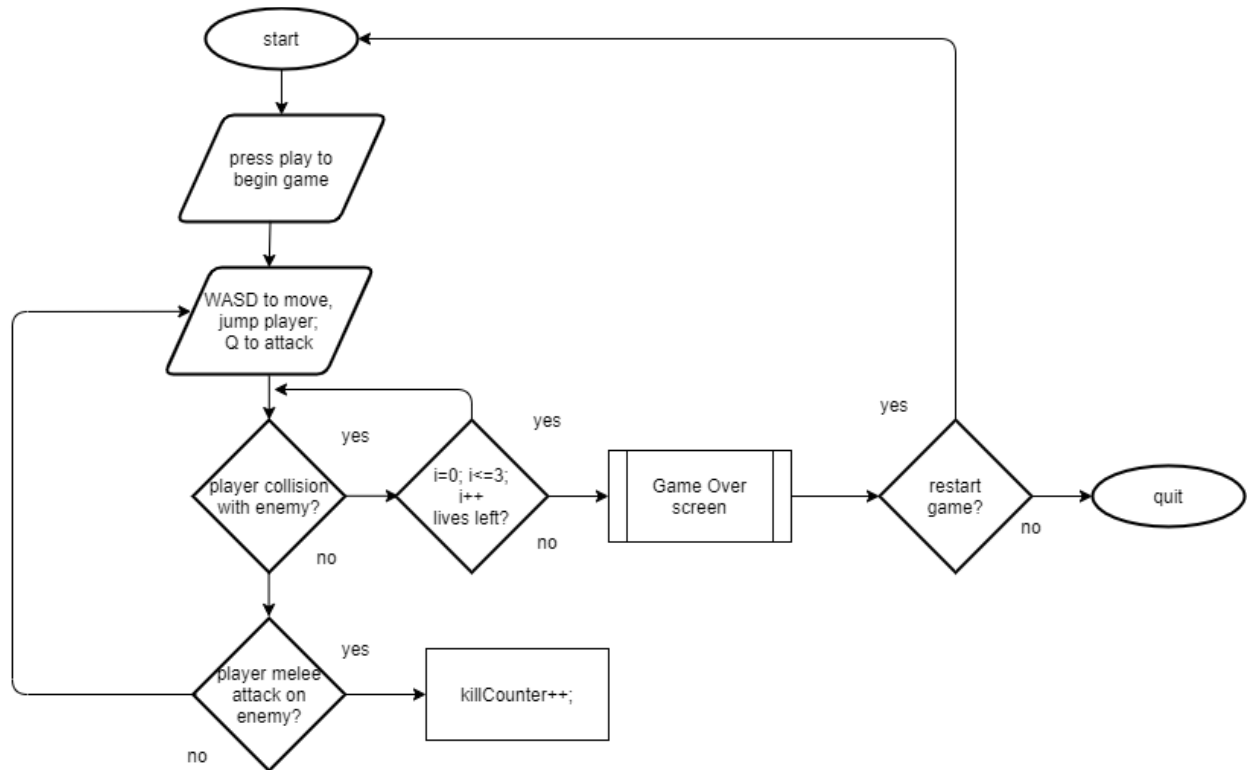 start
press play to
begin game
WASD to move,
jump player;
Q to attack
yes
yes
yes
player collision
with enemy?
i=0; i<=3;
i++
lives left?
Game Over
screen
restart
game?
quit
no
no
no
player melee
attack on
enemy?
yes
killCounter++;
no